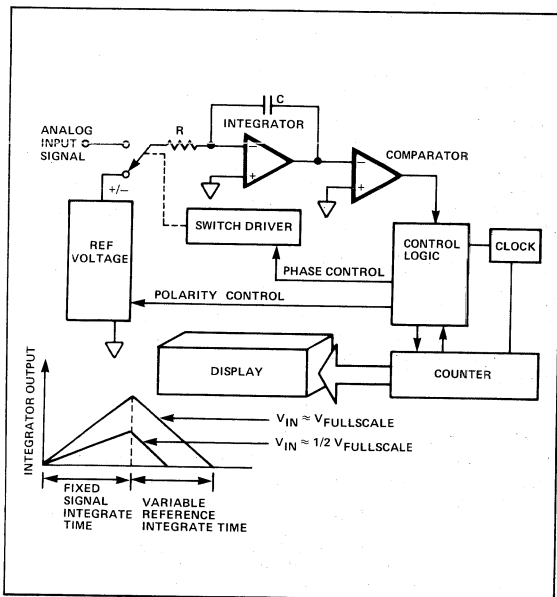 C
R
INTEGRATOR
ANALOG
INPUT
SIGNAL
COMPARATOR
+/−
−
+
−
+
REF
VOLTAGE
SWITCH DRIVER
CONTROL
LOGIC
CLOCK
PHASE CONTROL
POLARITY CONTROL
DISPLAY
COUNTER
INTEGRATOR OUTPUT
V_IN ≈ V_FULLSCALE
V_IN ≈ 1/2 V_FULLSCALE
FIXED
SIGNAL
INTEGRATE
TIME
VARIABLE
REFERENCE
INTEGRATE TIME